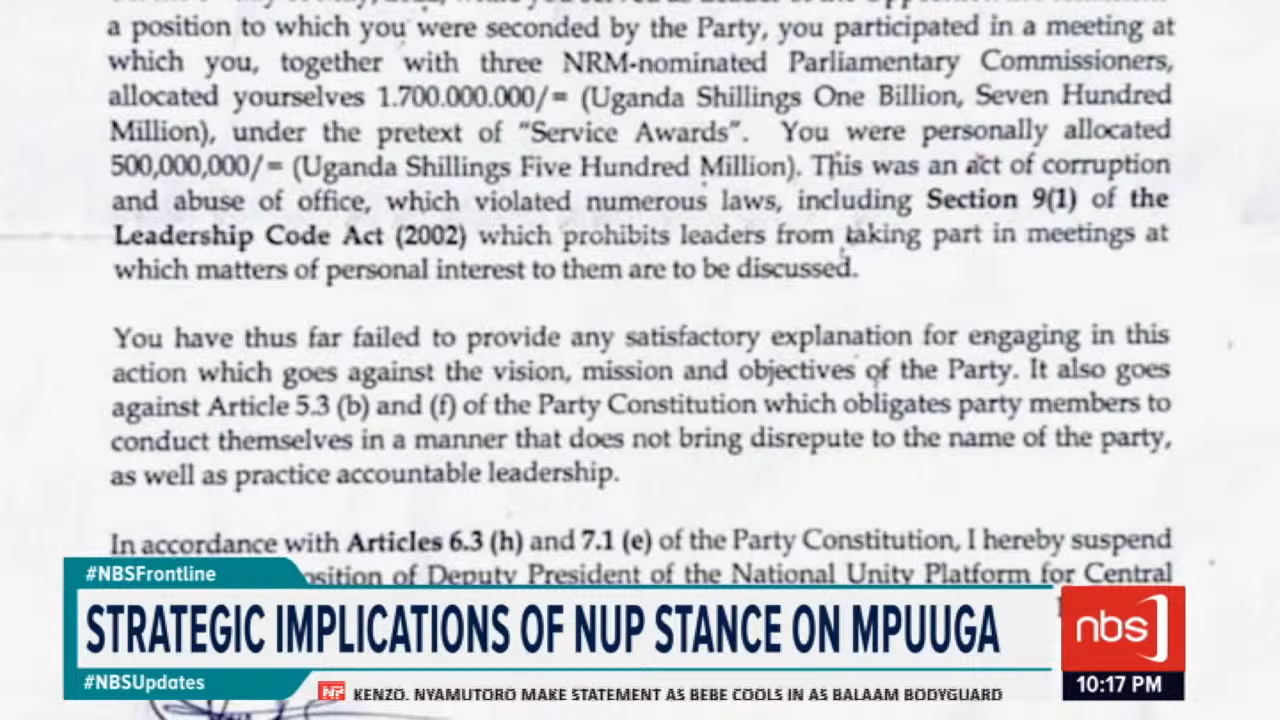 a position to which you were seconded by the Party, you participated in a meeting at
which you, together with three NRM-nominated Parliamentary Commissioners,
allocated yourselves 1.700.000.000/= (Uganda Shillings One Billion, Seven Hundred
Million), under the pretext of “Service Awards”. You were personally allocated
500,000,000/= (Uganda Shillings Five Hundred Million). This was an act of corruption
and abuse of office, which violated numerous laws, including Section 9(1) of the
Leadership Code Act (2002) which prohibits leaders from taking part in meetings at
which matters of personal interest to them are to be discussed.
You have thus far failed to provide any satisfactory explanation for engaging in this
action which goes against the vision, mission and objectives of the Party. It also goes
against Article 5.3 (b) and (f) of the Party Constitution which obligates party members to
conduct themselves in a manner that does not bring disrepute to the name of the party,
as well as practice accountable leadership.
In accordance with Articles 6.3 (h) and 7.1 (e) of the Party Constitution, I hereby suspend
osition of Deputy President of the National Unity Platform for Central
#NBSFrontline
STRATEGIC IMPLICATIONS OF NUP STANCE ON MPUUGA
nbs
#NBSUpdates
KENZO, NYAMUTORO MAKE STATEMENT AS BEBE COOLS IN AS BALAAM BODYGUARD
10:17 PM